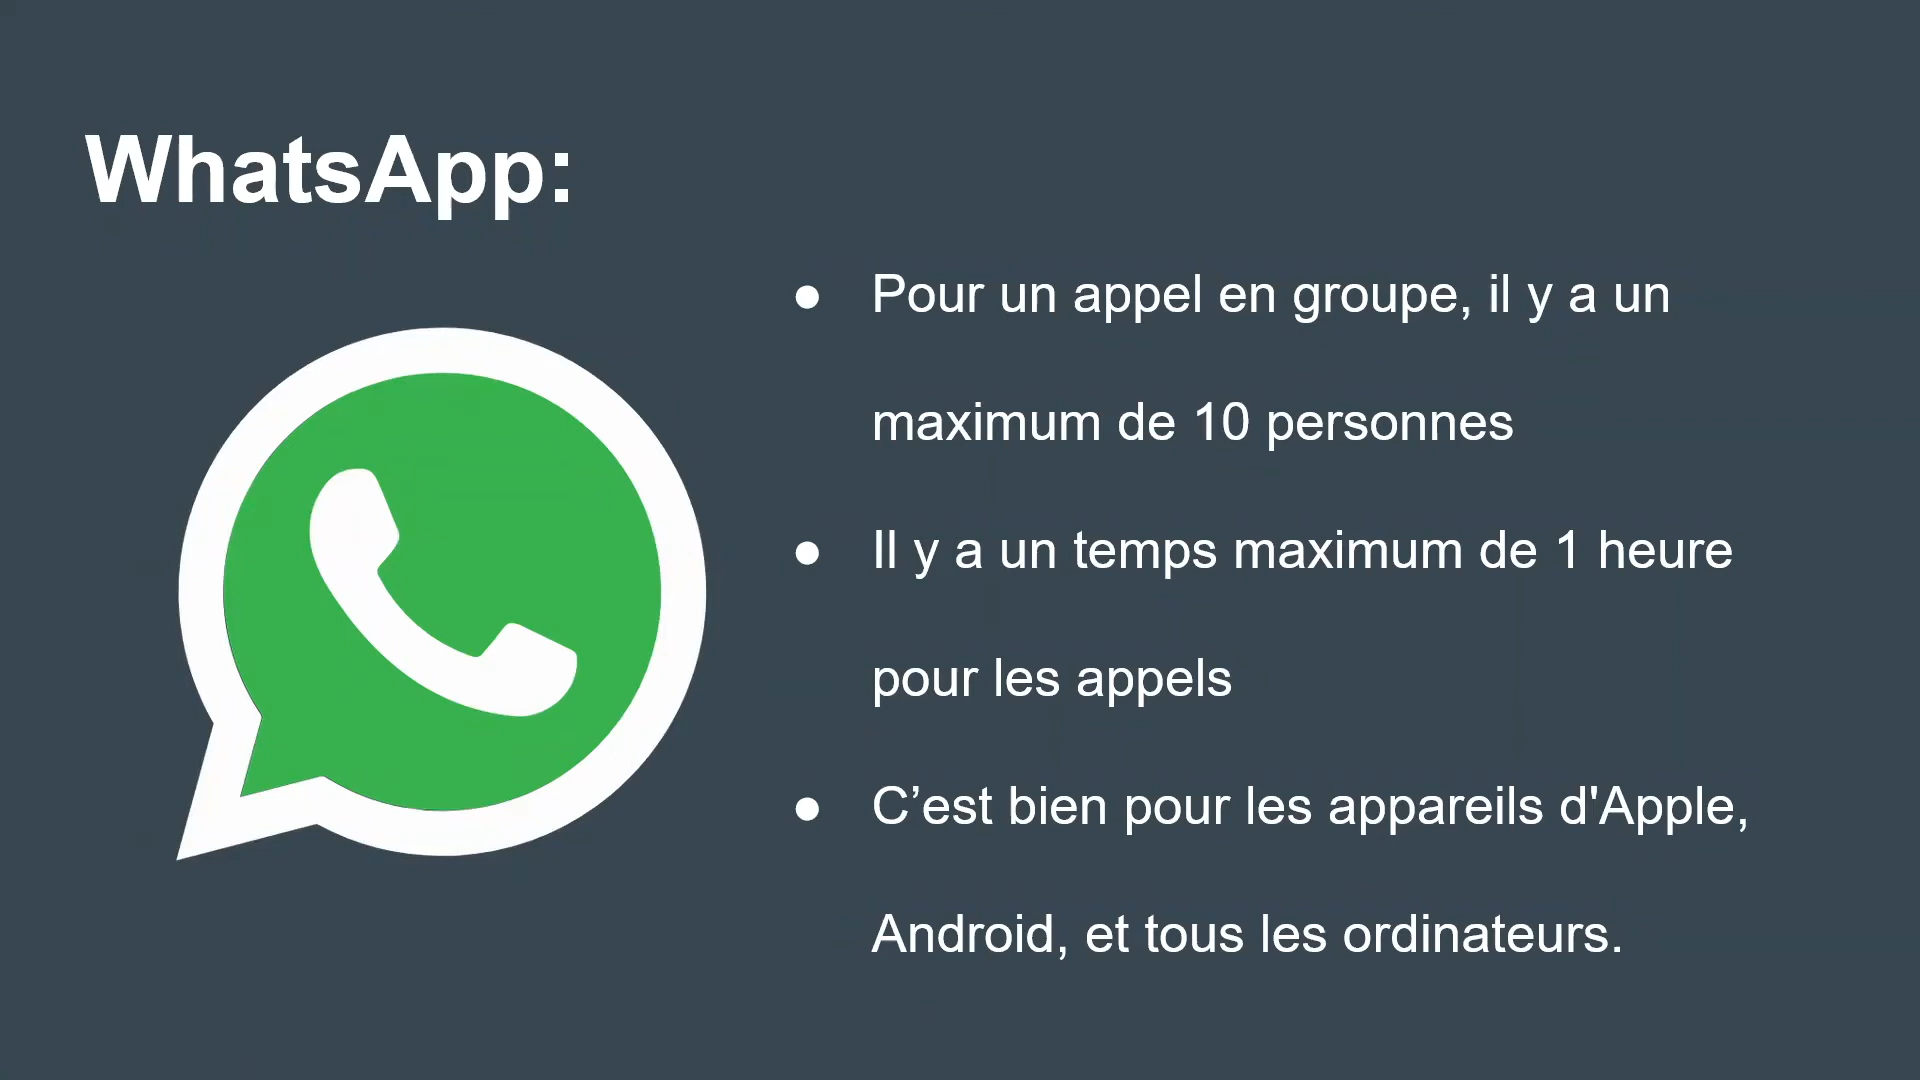 WhatsApp:
● Pour un appel en groupe, il y a un
maximum de 10 personnes
● Il y a un temps maximum de 1 heure
pour les appels
● C’est bien pour les appareils d'Apple,
Android, et tous les ordinateurs.